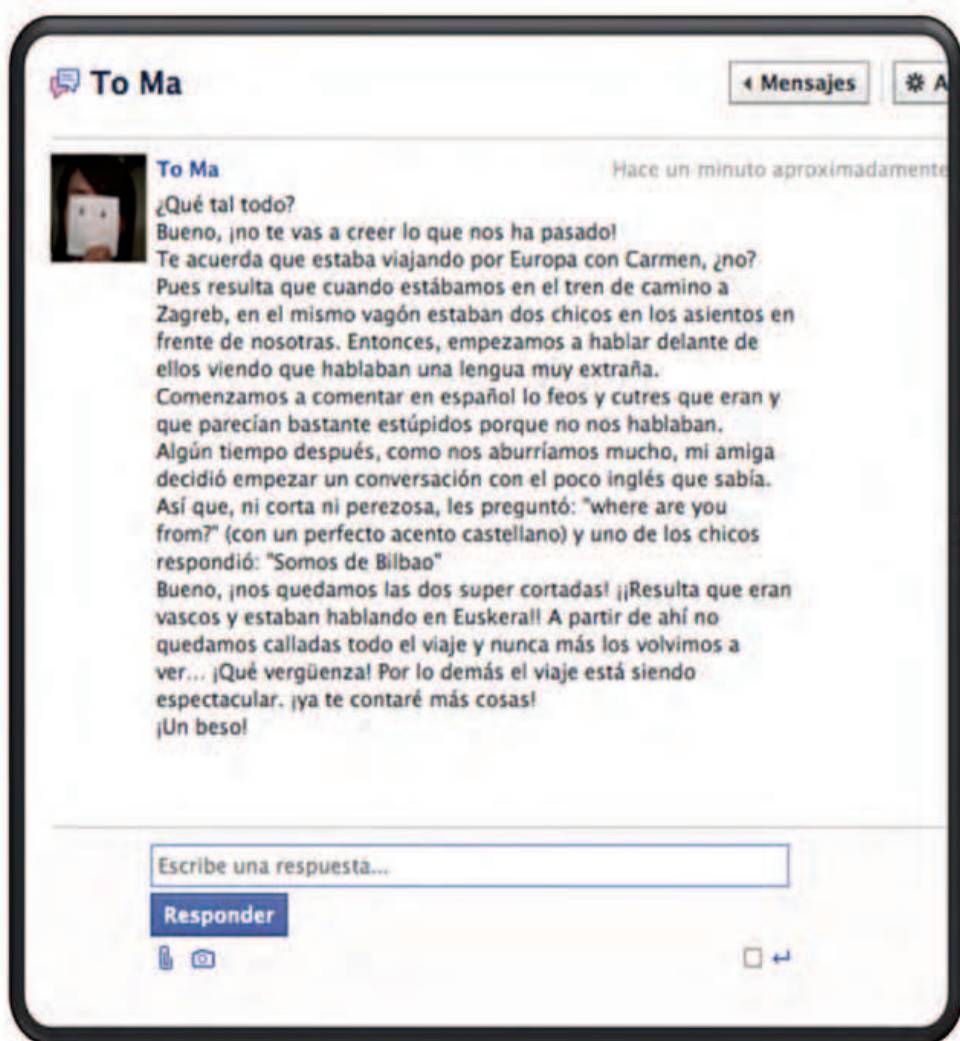 To Ma
◂ Mensajes
A
To Ma
Hace un minuto aproximadamente
¿Qué tal todo?
Bueno, ¡no te vas a creer lo que nos ha pasado!
Te acuerda que estaba viajando por Europa con Carmen, ¿no?
Pues resulta que cuando estábamos en el tren de camino a
Zagreb, en el mismo vagón estaban dos chicos en los asientos en
frente de nosotras. Entonces, empezamos a hablar delante de
ellos viendo que hablaban una lengua muy extraña.
Comenzamos a comentar en español lo feos y cutres que eran y
que parecían bastante estúpidos porque no nos hablaban.
Algún tiempo después, como nos aburríamos mucho, mi amiga
decidió empezar un conversación con el poco inglés que sabía.
Así que, ni corta ni perezosa, les preguntó: "where are you
from?" (con un perfecto acento castellano) y uno de los chicos
respondió: "Somos de Bilbao"
Bueno, ¡nos quedamos las dos super cortadas! ¡¡Resulta que eran
vascos y estaban hablando en Euskera!! A partir de ahí no
quedamos calladas todo el viaje y nunca más los volvimos a
ver... ¡Qué vergüenza! Por lo demás el viaje está siendo
espectacular. ¡ya te contaré más cosas!
¡Un beso!
Escribe una respuesta...
Responder